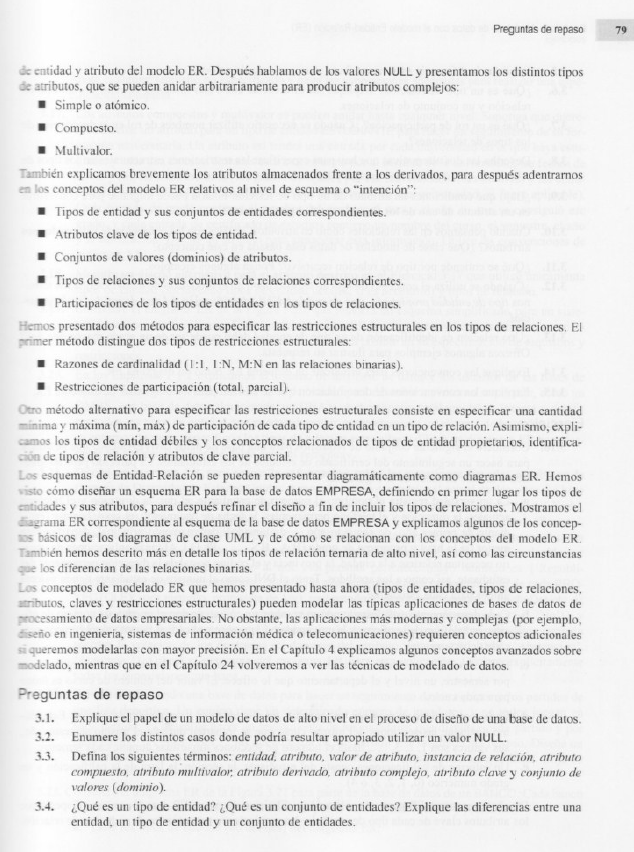 Preguntas de repaso 79
de entidad y atributo del modelo ER. Después hablamos de los valores NULL y presentamos los distintos tipos
de atributos, que se pueden anidar arbitrariamente para producir atributos complejos:
■ Simple o atómico.
■ Compuesto.
■ Multivalor.
También explicamos brevemente los atributos almacenados frente a los derivados, para después adentrarnos
en los conceptos del modelo ER relativos al nivel de esquema o “intención”:
■ Tipos de entidad y sus conjuntos de entidades correspondientes.
■ Atributos clave de los tipos de entidad.
■ Conjuntos de valores (dominios) de atributos.
■ Tipos de relaciones y sus conjuntos de relaciones correspondientes.
■ Participaciones de los tipos de entidades en los tipos de relaciones.
Hemos presentado dos métodos para especificar las restricciones estructurales en los tipos de relaciones. El
primer método distingue dos tipos de restricciones estructurales:
■ Razones de cardinalidad (1:1, 1:N, M:N en las relaciones binarias).
■ Restricciones de participación (total, parcial).
Otro método alternativo para especificar las restricciones estructurales consiste en especificar una cantidad
mínima y máxima (mín, máx) de participación de cada tipo de entidad en un tipo de relación. Asimismo, expli-
camos los tipos de entidad débiles y los conceptos relacionados de tipos de entidad propietarios, identifica-
ción de tipos de relación y atributos de clave parcial.
Los esquemas de Entidad-Relación se pueden representar diagramáticamente como diagramas ER. Hemos
visto cómo diseñar un esquema ER para la base de datos EMPRESA, definiendo en primer lugar los tipos de
entidades y sus atributos, para después refinar el diseño a fin de incluir los tipos de relaciones. Mostramos el
diagrama ER correspondiente al esquema de la base de datos EMPRESA y explicamos algunos de los concep-
tos básicos de los diagramas de clase UML y de cómo se relacionan con los conceptos del modelo ER.
También hemos descrito más en detalle los tipos de relación ternaria de alto nivel, así como las circunstancias
que los diferencian de las relaciones binarias.
Los conceptos de modelado ER que hemos presentado hasta ahora (tipos de entidades, tipos de relaciones,
atributos, claves y restricciones estructurales) pueden modelar las típicas aplicaciones de bases de datos de
procesamiento de datos empresariales. No obstante, las aplicaciones más modernas y complejas (por ejemplo,
diseño en ingeniería, sistemas de información médica o telecomunicaciones) requieren conceptos adicionales
si queremos modelarlas con mayor precisión. En el Capítulo 4 explicamos algunos conceptos avanzados sobre
modelado, mientras que en el Capítulo 24 volveremos a ver las técnicas de modelado de datos.
Preguntas de repaso
3.1. Explique el papel de un modelo de datos de alto nivel en el proceso de diseño de una base de datos.
3.2. Enumere los distintos casos donde podría resultar apropiado utilizar un valor NULL.
3.3. Defina los siguientes términos: entidad, atributo, valor de atributo, instancia de relación, atributo
compuesto, atributo multivalor, atributo derivado, atributo complejo, atributo clave y conjunto de
valores (dominio).
3.4. ¿Qué es un tipo de entidad? ¿Qué es un conjunto de entidades? Explique las diferencias entre una
entidad, un tipo de entidad y un conjunto de entidades.